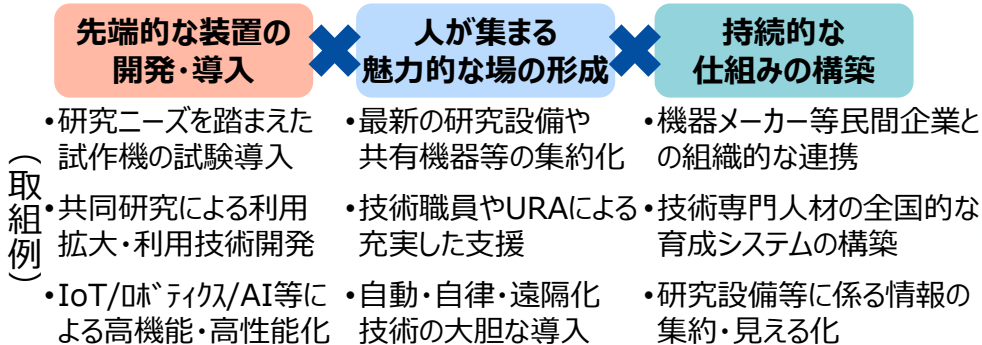 先端的な装置の
開発・導入
人が集まる
魅力的な場の形成
持続的な
仕組みの構築
（取組例）
•研究ニーズを踏まえた
試作機の試験導入
•共同研究による利用
拡大・利用技術開発
•IoT/ﾛﾎﾞﾃｨｸｽ/AI等に
よる高機能・高性能化
•最新の研究設備や
共有機器等の集約化
•技術職員やURAによる
充実した支援
•自動・自律・遠隔化
技術の大胆な導入
•機器メーカー等民間企業と
の組織的な連携
•技術専門人材の全国的な
育成システムの構築
•研究設備等に係る情報の
集約・見える化